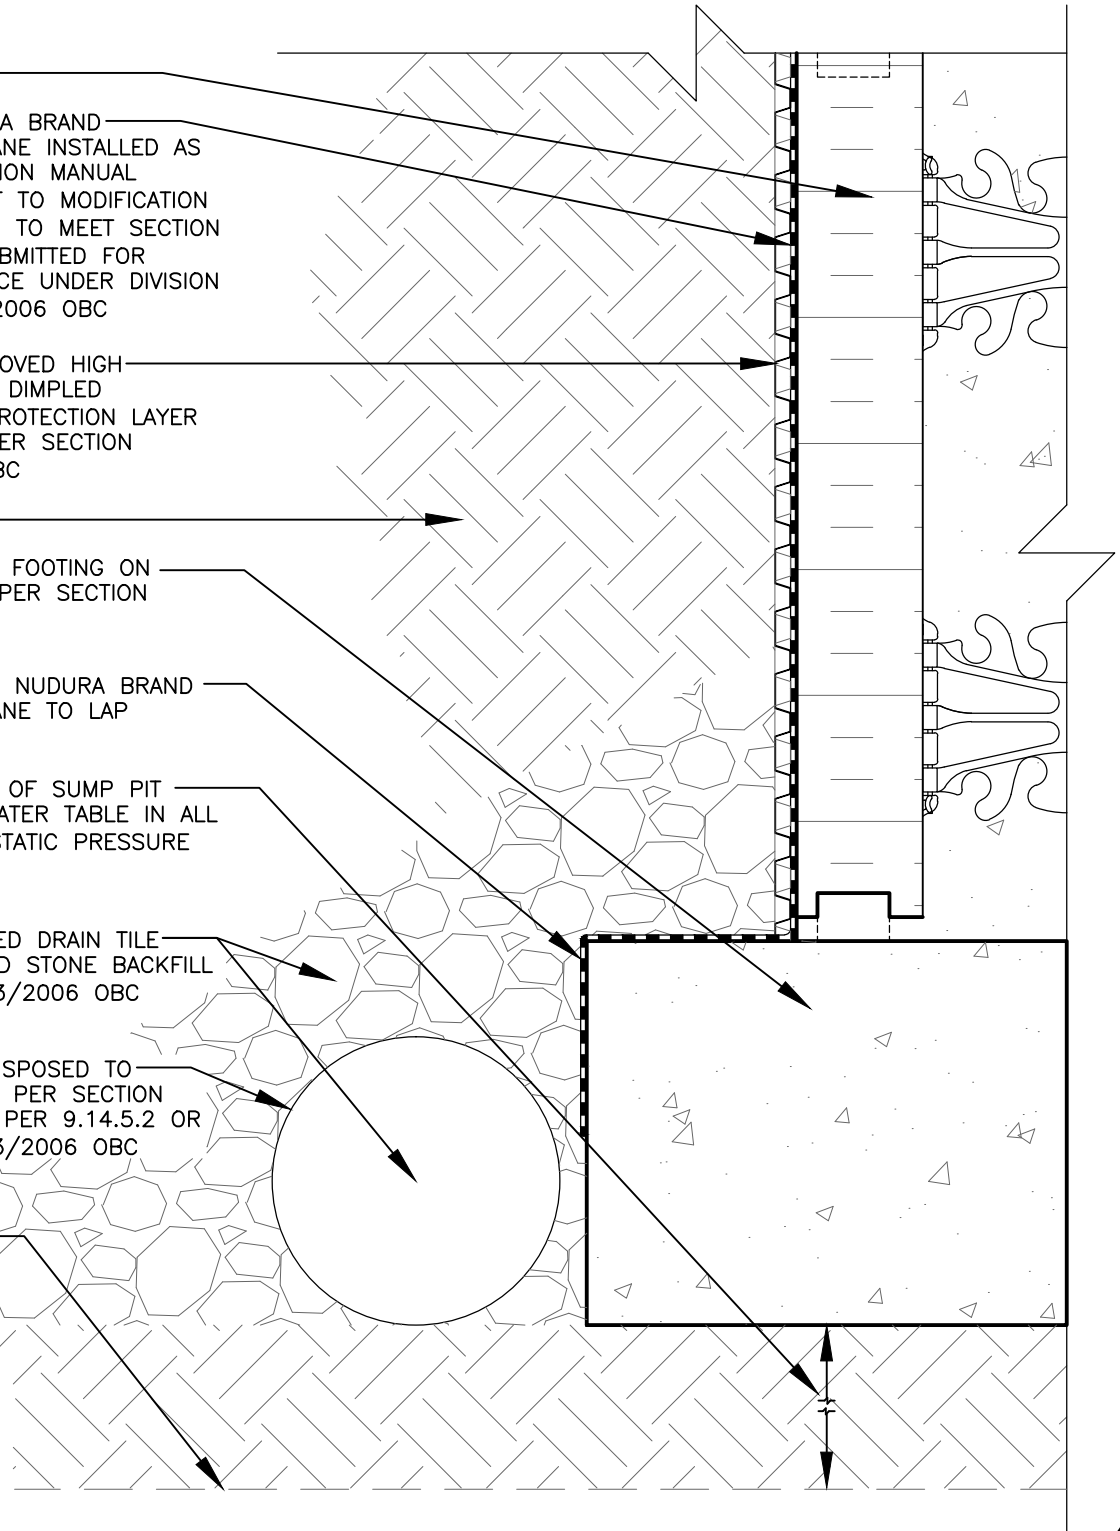 A BRAND
ANE INSTALLED AS
ION MANUAL
T TO MODIFICATION
TO MEET SECTION
BMITTED FOR
CE UNDER DIVISION
2006 OBC
OVED HIGH
DIMPLED
ROTECTION LAYER
ER SECTION
BC
FOOTING ON
PER SECTION
NUDURA BRAND
ANE TO LAP
OF SUMP PIT
ATER TABLE IN ALL
STATIC PRESSURE
ED DRAIN TILE
D STONE BACKFILL
3/2006 OBC
SPOSED TO
PER SECTION
PER 9.14.5.2 OR
3/2006 OBC